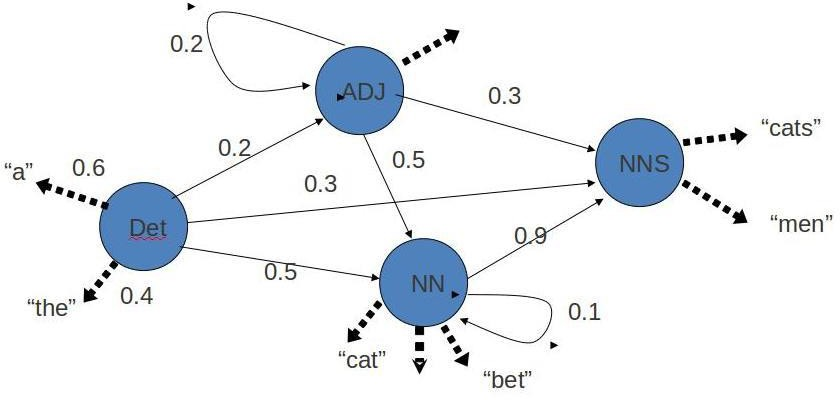 0.2
ADJ
0.3
“cats”
“a”
0.6
0.2
0.5
NNS
0.3
“men”
Det
0.9
0.5
NN
“the”
0.4
0.1
“cat”
“bet”